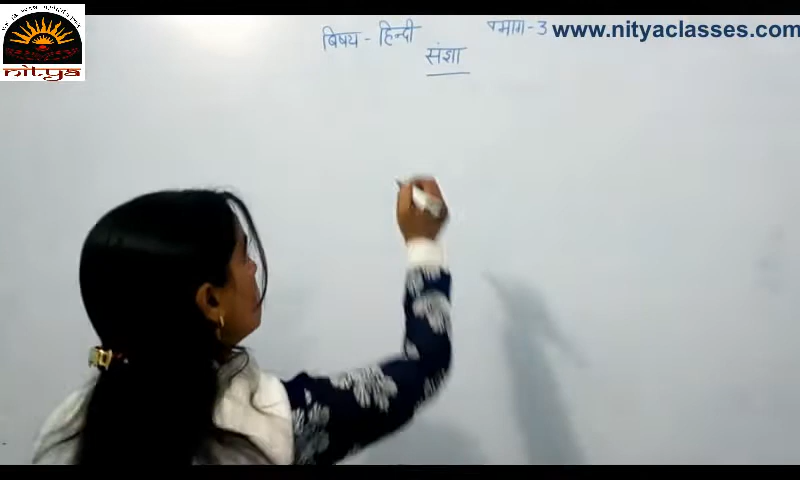 विषय - हिन्दी भाग - 3 www.nityaclasses.com
संज्ञा
nitya